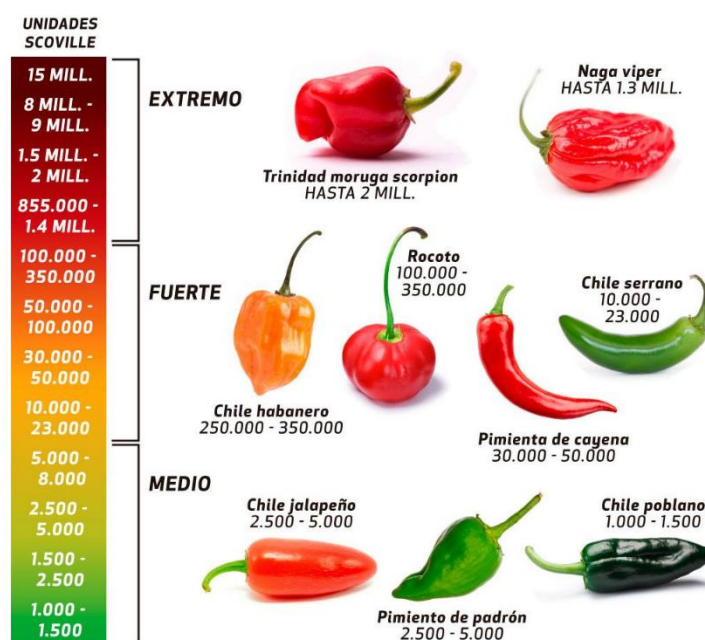 UNIDADES
SCOVILLE
15 MILL.
8 MILL. -
9 MILL.
1.5 MILL. -
2 MILL.
855.000 -
1.4 MILL.
100.000 -
350.000
50.000 -
100.000
30.000 -
50.000
10.000 -
23.000
5.000 -
8.000
2.500 -
5.000
1.500 -
2.500
1.000 -
1.500
EXTREMO
Trinidad moruga scorpion
HASTA 2 MILL.
Naga viper
HASTA 1.3 MILL.
FUERTE
Chile habanero
250.000 - 350.000
Rocoto
100.000 -
350.000
Pimienta de cayena
30.000 - 50.000
Chile serrano
10.000 -
23.000
MEDIO
Chile jalapeño
2.500 - 5.000
Pimiento de padrón
2.500 - 5.000
Chile poblano
1.000 - 1.500